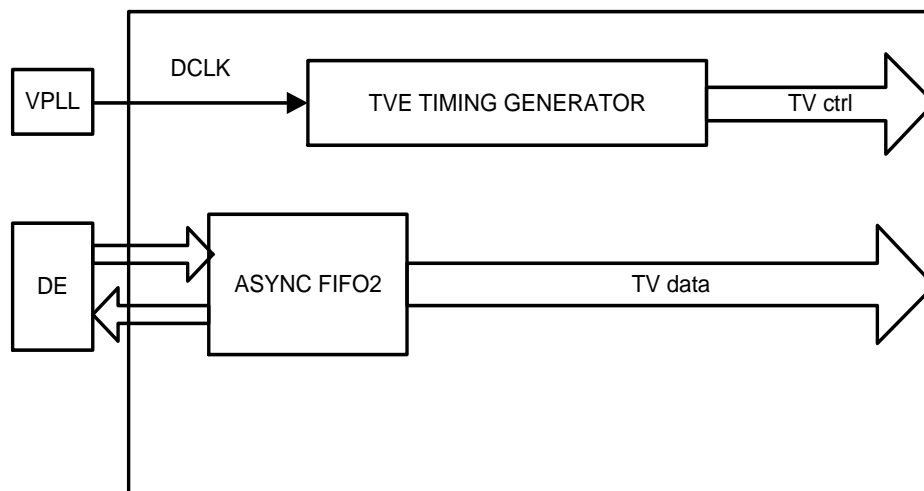 DCLK
VPLL
TVE TIMING GENERATOR
TV ctrl
DE
ASYNC FIFO2
TV data